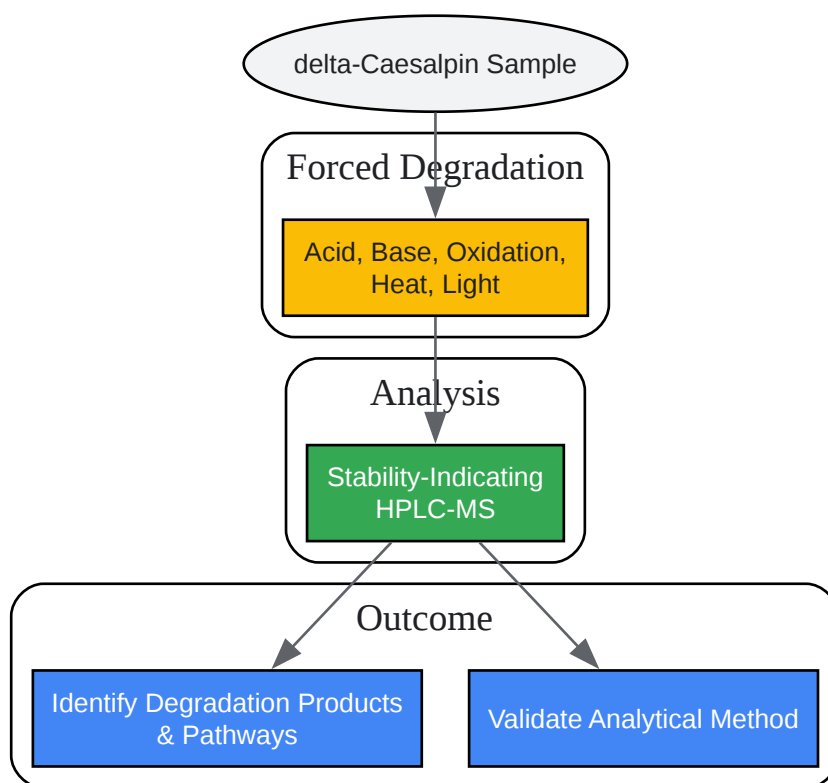 delta-Caesalpin Sample
Forced Degradation
Acid, Base, Oxidation,
Heat, Light
Analysis
Stability-Indicating
HPLC-MS
Outcome
Identify Degradation Products
& Pathways
Validate Analytical Method